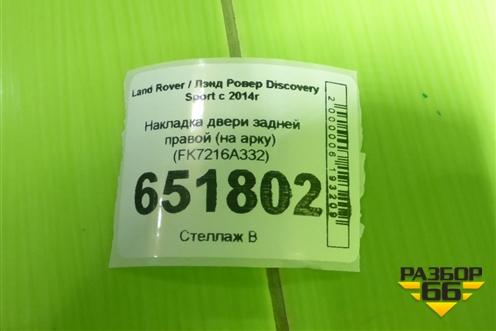 Land Rover / Лэнд Ровер Discovery
Sport с 2014г
Накладка двери задней
правой (на арку)
(FK7216A332)
651802
Стеллаж В
2000006193209
РАЗБОР
66